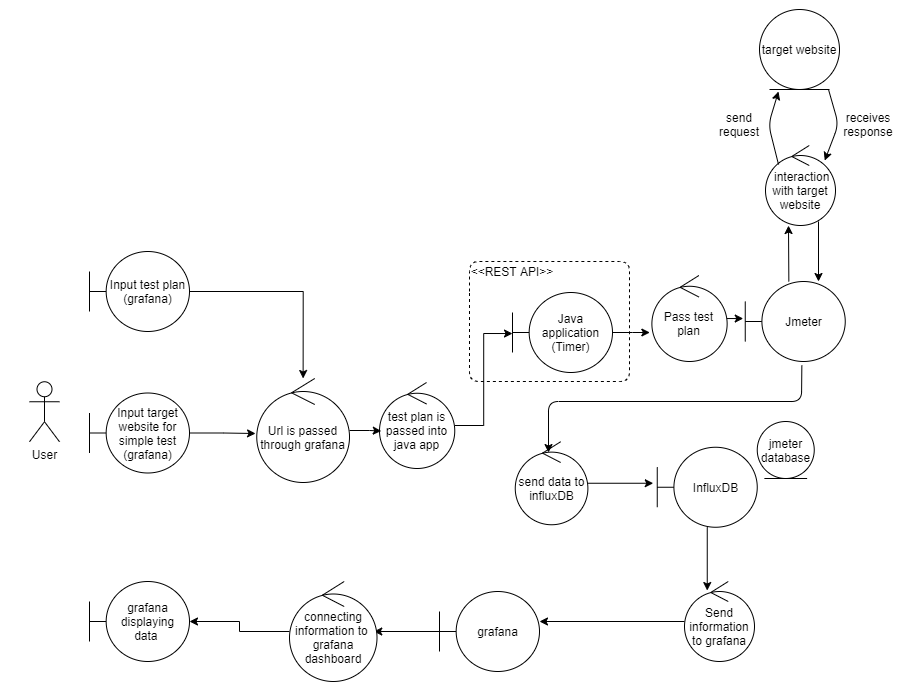 target website
send
request
receives
response
interaction
with target
website
Input test plan
(grafana)
<<REST API>>
Java
application
(Timer)
Pass test
plan
Jmeter
User
Input target
website for
simple test
(grafana)
Url is passed
through grafana
test plan is
passed into
java app
jmeter
database
send data to
influxDB
InfluxDB
grafana
displaying
data
connecting
information to
grafana
dashboard
grafana
Send
information
to grafana